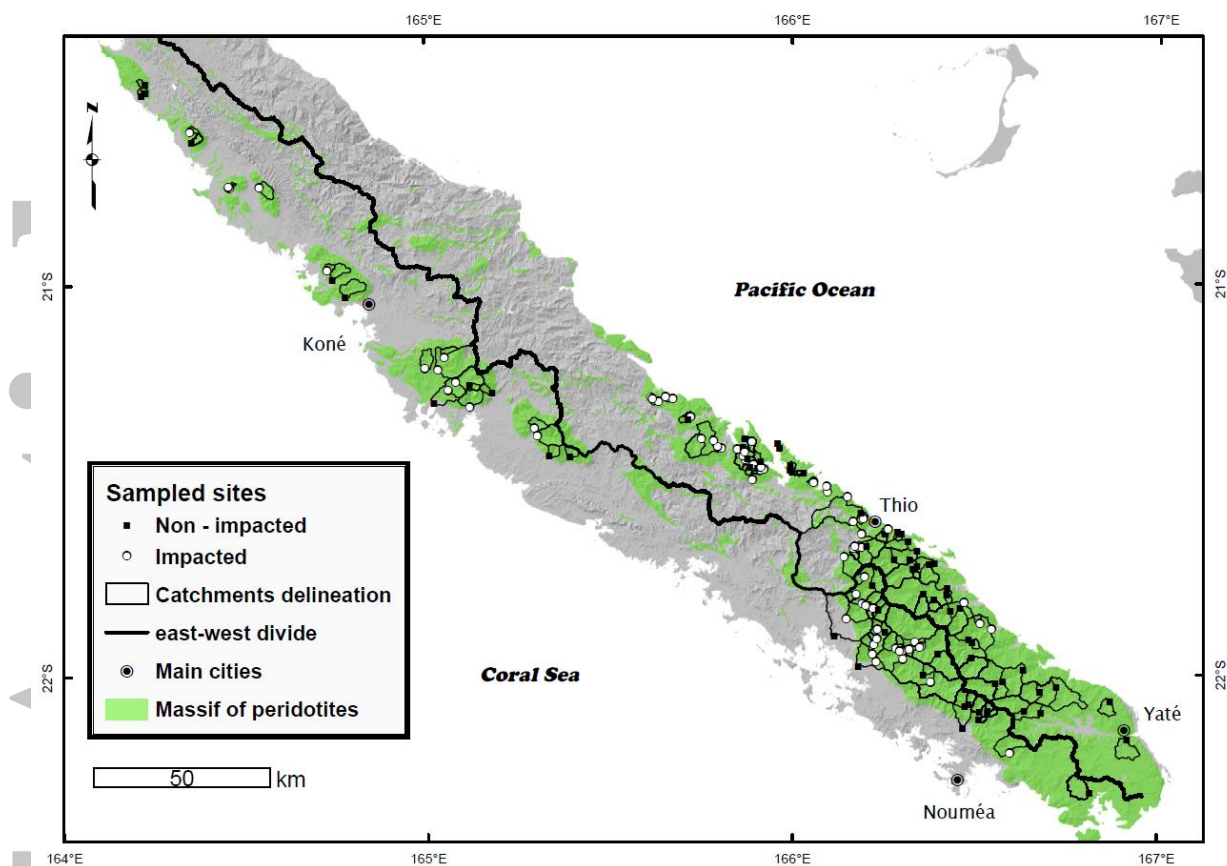 165°E
166°E
167°E
N
21°S
21°S
Pacific Ocean
Koné
Thio
Sampled sites
Non - impacted
Impacted
Catchments delineation
east-west divide
Main cities
Massif of peridotites
Coral Sea
22°S
22°S
Yaté
50 km
Nouméa
164°E
165°E
166°E
167°E